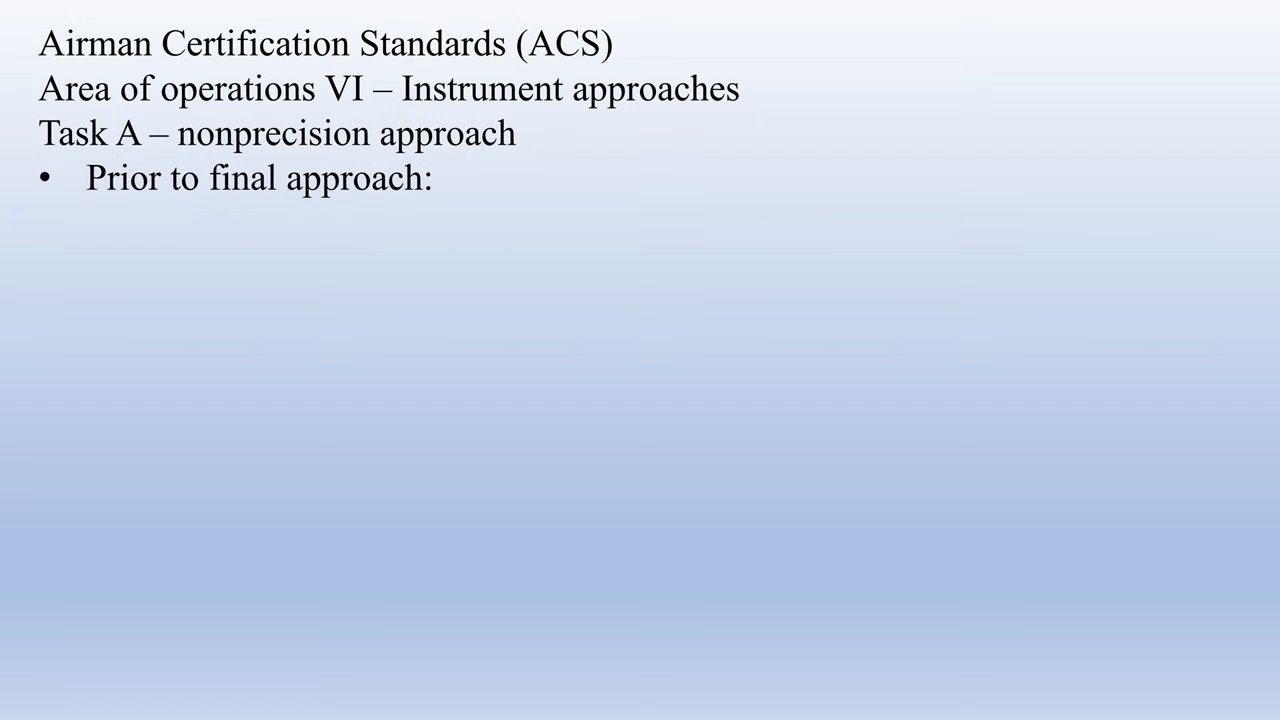 Airman Certification Standards (ACS)
Area of operations VI – Instrument approaches
Task A – nonprecision approach
• Prior to final approach: